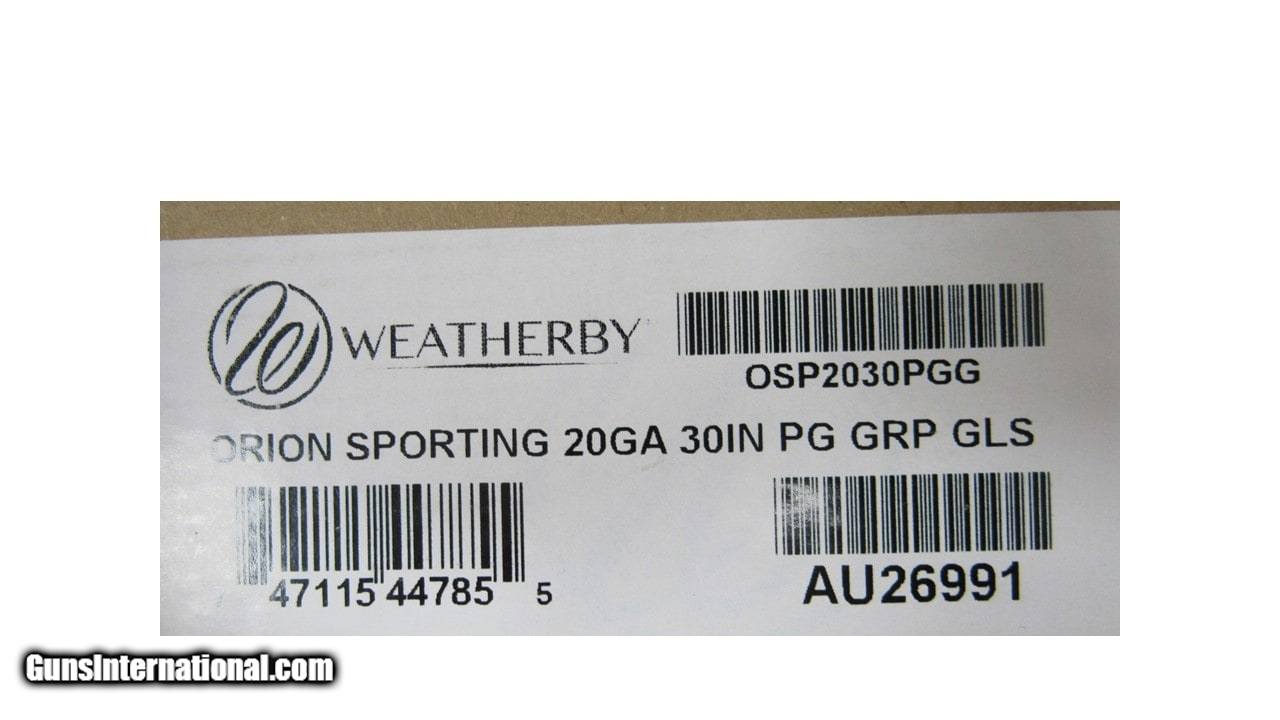 WEATHERBY
OSP2030PGG
ORION SPORTING 20GA 30IN PG GRP GLS
47115 44785 5
AU26991
GunsInternational.com